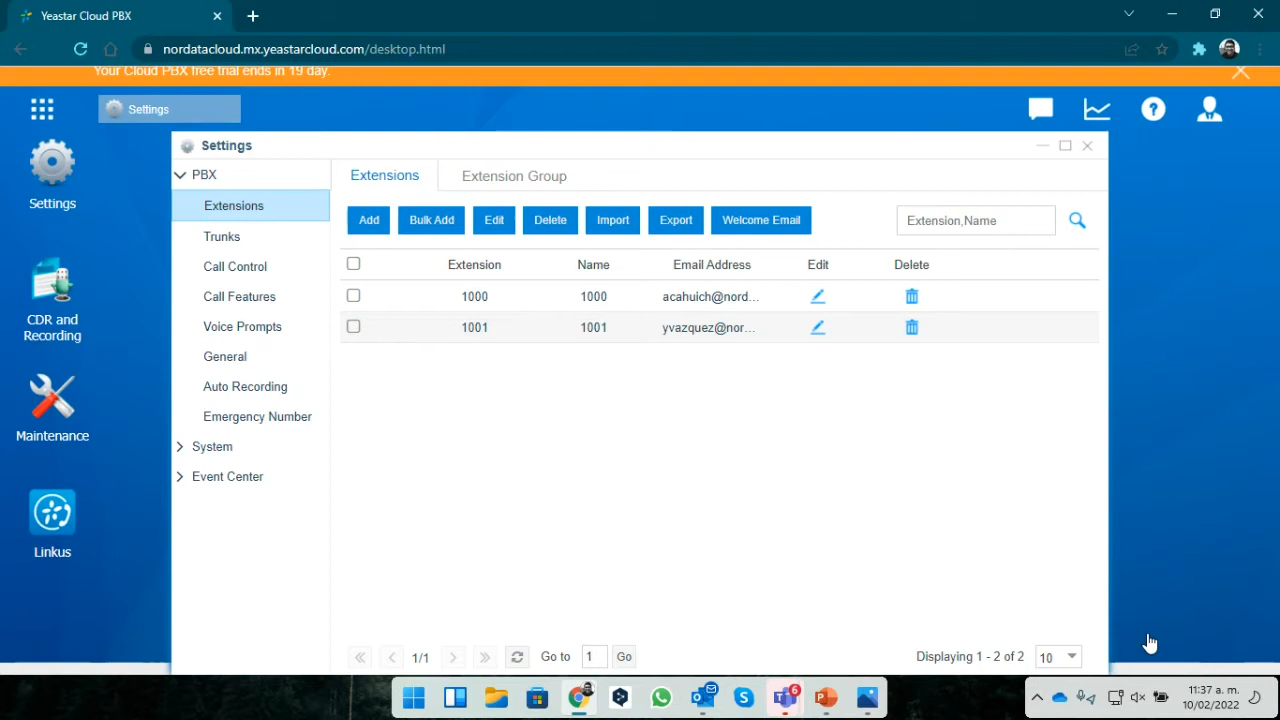 Yeastar Cloud PBX
nordatacloud.mx.yeastarcloud.com/desktop.html
Your Cloud PBX free trial ends in 19 day.
Settings
Settings
CDR and
Recording
Maintenance
Linkus
Settings
PBX
Extensions
Trunks
Call Control
Call Features
Voice Prompts
General
Auto Recording
Emergency Number
System
Event Center
Extensions Extension Group
Add Bulk Add Edit Delete Import Export Welcome Email Extension,Name
Extension Name Email Address Edit Delete
1000 1000 acahuich@nord...
1001 1001 yvazquez@nor...
1/1 Go to 1 Go Displaying 1 - 2 of 2 10
6
11:37 a. m.
10/02/2022